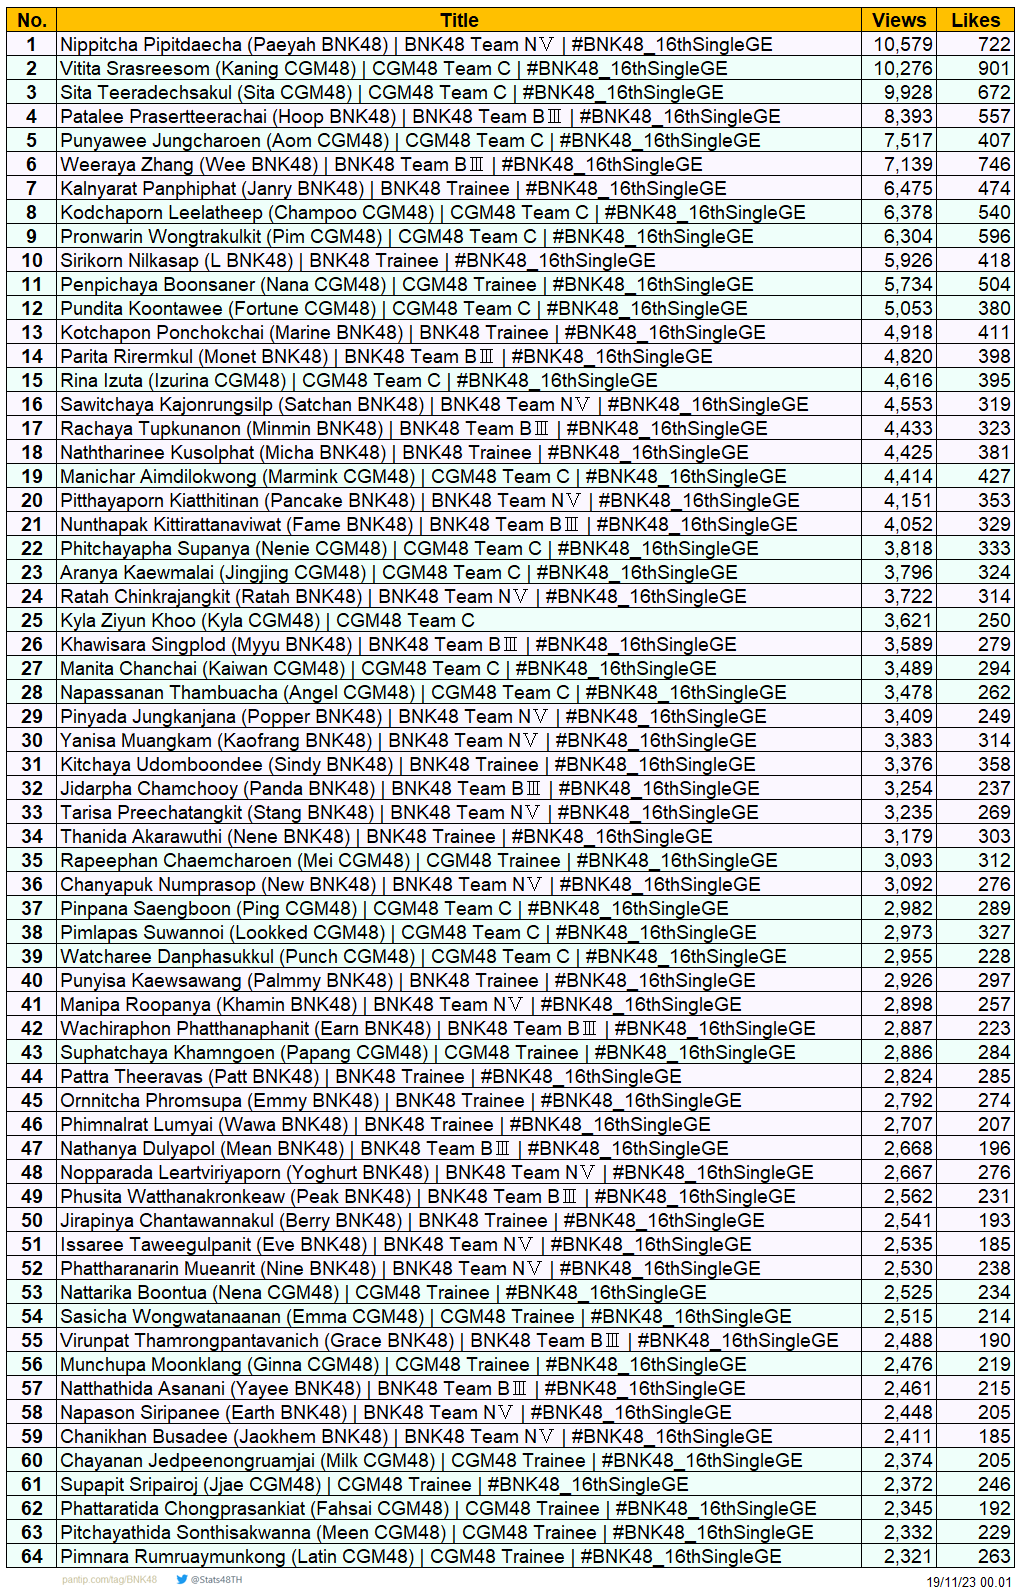 No. Title Views Likes
1 Nippitcha Pipitdaecha (Paeyah BNK48) | BNK48 Team NⅤ | #BNK48_16thSingleGE 10,579 722
2 Vitita Srasreesom (Kaning CGM48) | CGM48 Team C | #BNK48_16thSingleGE 10,276 901
3 Sita Teeradechsakul (Sita CGM48) | CGM48 Team C | #BNK48_16thSingleGE 9,928 672
4 Patalee Prasertteerachai (Hoop BNK48) | BNK48 Team BⅢ | #BNK48_16thSingleGE 8,393 557
5 Punyawee Jungcharoen (Aom CGM48) | CGM48 Team C | #BNK48_16thSingleGE 7,517 407
6 Weeraya Zhang (Wee BNK48) | BNK48 Team BⅢ | #BNK48_16thSingleGE 7,139 746
7 Kalnyarat Panphiphat (Janry BNK48) | BNK48 Trainee | #BNK48_16thSingleGE 6,475 474
8 Kodchaporn Leelatheep (Champoo CGM48) | CGM48 Team C | #BNK48_16thSingleGE 6,378 540
9 Pronwarin Wongtrakulkit (Pim CGM48) | CGM48 Team C | #BNK48_16thSingleGE 6,304 596
10 Sirikorn Nilkasap (L BNK48) | BNK48 Trainee | #BNK48_16thSingleGE 5,926 418
11 Penpichaya Boonsaner (Nana CGM48) | CGM48 Trainee | #BNK48_16thSingleGE 5,734 504
12 Pundita Koontawee (Fortune CGM48) | CGM48 Team C | #BNK48_16thSingleGE 5,053 380
13 Kotchapon Ponchokchai (Marine BNK48) | BNK48 Trainee | #BNK48_16thSingleGE 4,918 411
14 Parita Rirermkul (Monet BNK48) | BNK48 Team BⅢ | #BNK48_16thSingleGE 4,820 398
15 Rina Izuta (Izurina CGM48) | CGM48 Team C | #BNK48_16thSingleGE 4,616 395
16 Sawitchaya Kajonrungsilp (Satchan BNK48) | BNK48 Team NⅤ | #BNK48_16thSingleGE 4,553 319
17 Rachaya Tupkunanon (Minmin BNK48) | BNK48 Team BⅢ | #BNK48_16thSingleGE 4,433 323
18 Naththarinee Kusolphat (Micha BNK48) | BNK48 Trainee | #BNK48_16thSingleGE 4,425 381
19 Manichar Aimdilokwong (Marmink CGM48) | CGM48 Team C | #BNK48_16thSingleGE 4,414 427
20 Pitthayaporn Kiatthitinan (Pancake BNK48) | BNK48 Team NⅤ | #BNK48_16thSingleGE 4,151 353
21 Nunthapak Kittirattanaviwat (Fame BNK48) | BNK48 Team BⅢ | #BNK48_16thSingleGE 4,052 329
22 Phitchayapha Supanya (Nenie CGM48) | CGM48 Team C | #BNK48_16thSingleGE 3,818 333
23 Aranya Kaewmalai (Jingjing CGM48) | CGM48 Team C | #BNK48_16thSingleGE 3,796 324
24 Ratah Chinkrajangkit (Ratah BNK48) | BNK48 Team NⅤ | #BNK48_16thSingleGE 3,722 314
25 Kyla Ziyun Khoo (Kyla CGM48) | CGM48 Team C 3,621 250
26 Khawisara Singplod (Myyu BNK48) | BNK48 Team BⅢ | #BNK48_16thSingleGE 3,589 279
27 Manita Chanchai (Kaiwan CGM48) | CGM48 Team C | #BNK48_16thSingleGE 3,489 294
28 Napassanan Thambuacha (Angel CGM48) | CGM48 Team C | #BNK48_16thSingleGE 3,478 262
29 Pinyada Jungkanjana (Popper BNK48) | BNK48 Team NⅤ | #BNK48_16thSingleGE 3,409 249
30 Yanisa Muangkam (Kaofrang BNK48) | BNK48 Team NⅤ | #BNK48_16thSingleGE 3,383 314
31 Kitchaya Udomboondee (Sindy BNK48) | BNK48 Trainee | #BNK48_16thSingleGE 3,376 358
32 Jidarpha Chamchooy (Panda BNK48) | BNK48 Team BⅢ | #BNK48_16thSingleGE 3,254 237
33 Tarisa Preechatangkit (Stang BNK48) | BNK48 Team NⅤ | #BNK48_16thSingleGE 3,235 269
34 Thanida Akarawuthi (Nene BNK48) | BNK48 Trainee | #BNK48_16thSingleGE 3,179 303
35 Rapeephan Chaemcharoen (Mei CGM48) | CGM48 Trainee | #BNK48_16thSingleGE 3,093 312
36 Chanyapuk Numprasop (New BNK48) | BNK48 Team NⅤ | #BNK48_16thSingleGE 3,092 276
37 Pinpana Saengboon (Ping CGM48) | CGM48 Team C | #BNK48_16thSingleGE 2,982 289
38 Pimlapas Suwannoi (Lookked CGM48) | CGM48 Team C | #BNK48_16thSingleGE 2,973 327
39 Watcharee Danphasukkul (Punch CGM48) | CGM48 Team C | #BNK48_16thSingleGE 2,955 228
40 Punyisa Kaewsawang (Palmmy BNK48) | BNK48 Trainee | #BNK48_16thSingleGE 2,926 297
41 Manipa Roopanya (Khamin BNK48) | BNK48 Team NⅤ | #BNK48_16thSingleGE 2,898 257
42 Wachiraphon Phatthanaphanit (Earn BNK48) | BNK48 Team BⅢ | #BNK48_16thSingleGE 2,887 223
43 Suphatchaya Khamngoen (Papang CGM48) | CGM48 Trainee | #BNK48_16thSingleGE 2,886 284
44 Pattra Theeravas (Patt BNK48) | BNK48 Trainee | #BNK48_16thSingleGE 2,824 285
45 Ornnitcha Phromsupa (Emmy BNK48) | BNK48 Trainee | #BNK48_16thSingleGE 2,792 274
46 Phimnalrat Lumyai (Wawa BNK48) | BNK48 Trainee | #BNK48_16thSingleGE 2,707 207
47 Nathanya Dulyapol (Mean BNK48) | BNK48 Team BⅢ | #BNK48_16thSingleGE 2,668 196
48 Nopparada Leartviriyaporn (Yoghurt BNK48) | BNK48 Team NⅤ | #BNK48_16thSingleGE 2,667 276
49 Phusita Watthanakronkeaw (Peak BNK48) | BNK48 Team BⅢ | #BNK48_16thSingleGE 2,562 231
50 Jirapinya Chantawannakul (Berry BNK48) | BNK48 Trainee | #BNK48_16thSingleGE 2,541 193
51 Issaree Taweegulpanit (Eve BNK48) | BNK48 Team NⅤ | #BNK48_16thSingleGE 2,535 185
52 Phattharanarin Mueanrit (Nine BNK48) | BNK48 Team NⅤ | #BNK48_16thSingleGE 2,530 238
53 Nattarika Boontua (Nena CGM48) | CGM48 Trainee | #BNK48_16thSingleGE 2,525 234
54 Sasicha Wongwatanaanan (Emma CGM48) | CGM48 Trainee | #BNK48_16thSingleGE 2,515 214
55 Virunpat Thamrongpantavanich (Grace BNK48) | BNK48 Team BⅢ | #BNK48_16thSingleGE 2,488 190
56 Munchupa Moonklang (Ginna CGM48) | CGM48 Trainee | #BNK48_16thSingleGE 2,476 219
57 Natthathida Asanani (Yayee BNK48) | BNK48 Team BⅢ | #BNK48_16thSingleGE 2,461 215
58 Napason Siripanee (Earth BNK48) | BNK48 Team NⅤ | #BNK48_16thSingleGE 2,448 205
59 Chanikhan Busadee (Jaokhem BNK48) | BNK48 Team NⅤ | #BNK48_16thSingleGE 2,411 185
60 Chayanan Jedpeenongruamjai (Milk CGM48) | CGM48 Trainee | #BNK48_16thSingleGE 2,374 205
61 Supapit Sripairoj (Jjae CGM48) | CGM48 Trainee | #BNK48_16thSingleGE 2,372 246
62 Phattaratida Chongprasankiat (Fahsai CGM48) | CGM48 Trainee | #BNK48_16thSingleGE 2,345 192
63 Pitchayathida Sonthisakwanna (Meen CGM48) | CGM48 Trainee | #BNK48_16thSingleGE 2,332 229
64 Pimnara Rumruaymunkong (Latin CGM48) | CGM48 Trainee | #BNK48_16thSingleGE 2,321 263
pantip.com/tag/BNK48 @Stats48TH 19/11/23 00.01